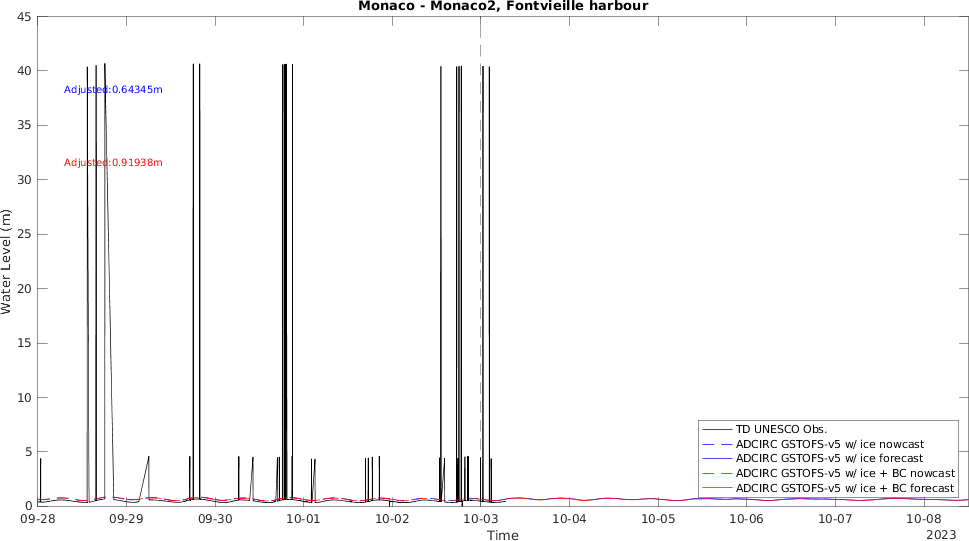 Monaco - Monaco2, Fontvieille harbour
45
40
35
30
25
20
15
10
5
0
Water Level (m)
Adjusted:0.64345m
Adjusted:0.91938m
TD UNESCO Obs.
ADCIRC GSTOFS-v5 w/ ice nowcast
ADCIRC GSTOFS-v5 w/ ice forecast
ADCIRC GSTOFS-v5 w/ ice + BC nowcast
ADCIRC GSTOFS-v5 w/ ice + BC forecast
09-28 09-29 09-30 10-01 10-02 10-03 10-04 10-05 10-06 10-07 10-08
Time
2023